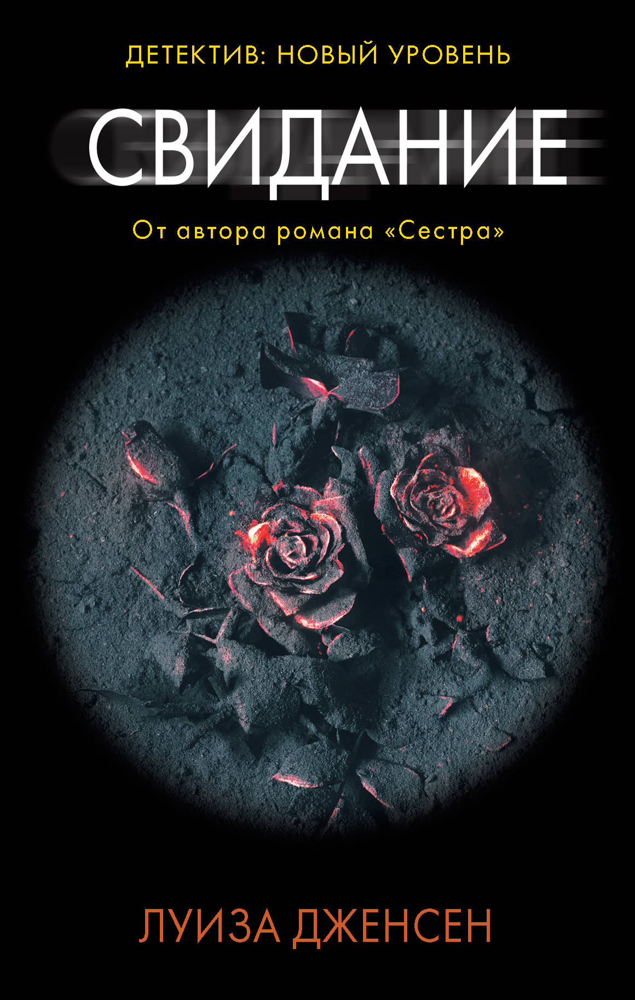 ДЕТЕКТИВ: НОВЫЙ УРОВЕНЬ
СВИДАНИЕ
От автора романа «Сестра»
ЛУИЗА ДЖЕНСЕН